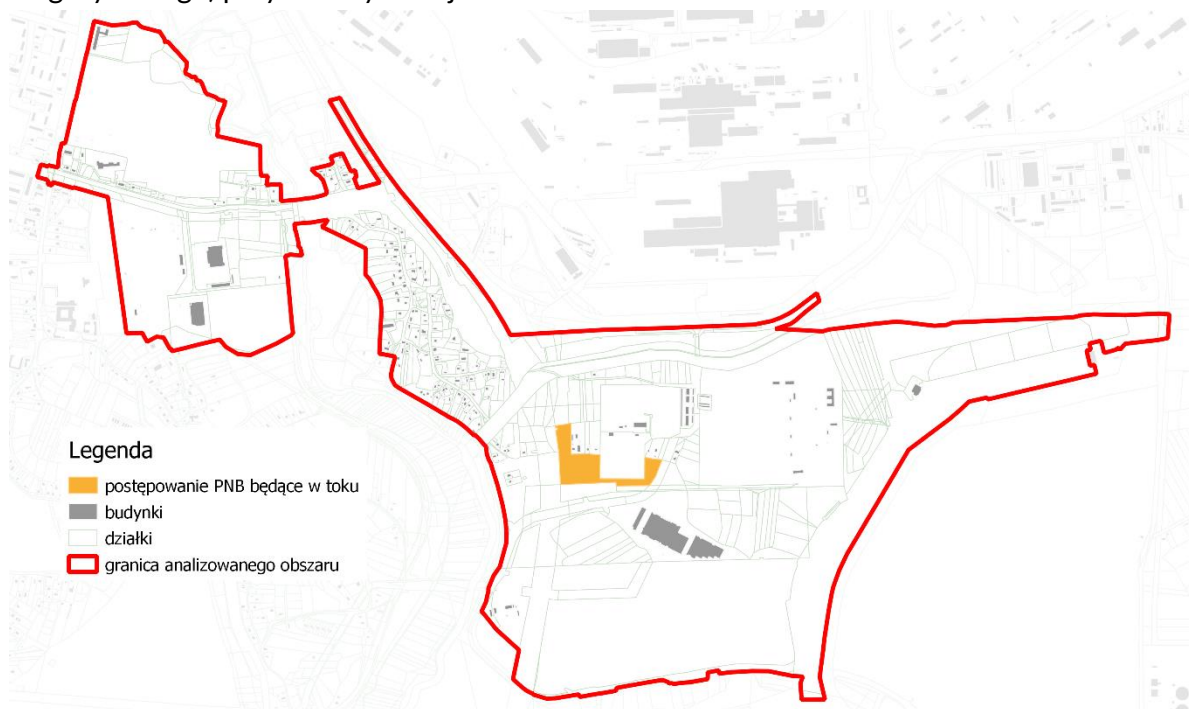 Legenda
postępowanie PNB będące w toku
budynki
działki
granica analizowanego obszaru